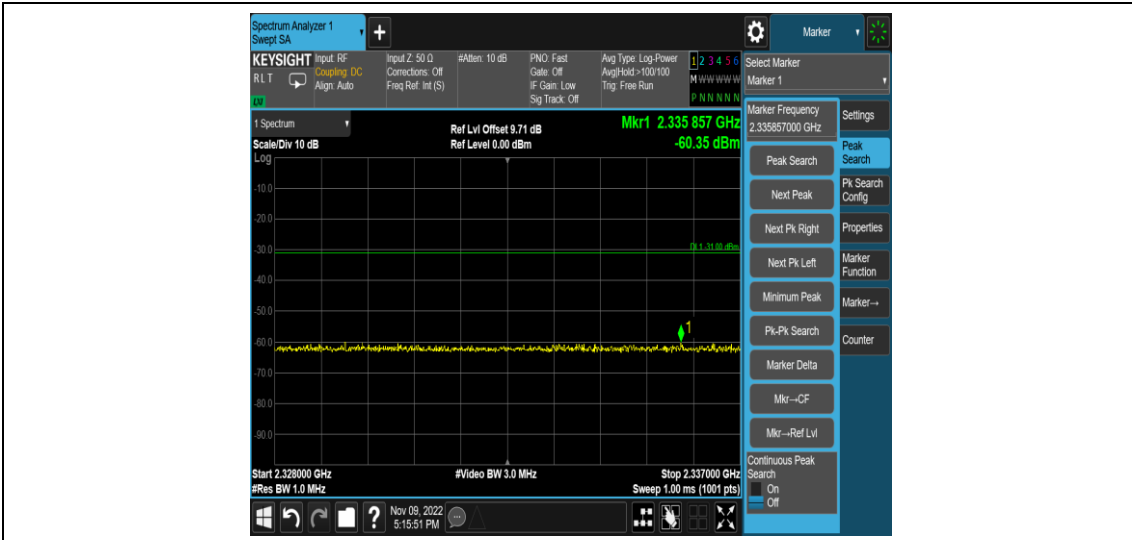 Spectrum Analyzer 1
Swept SA
+
Marker
KEYSIGHT
RLT
LXI
Input: RF
Coupling: DC
Align: Auto
Input Z: 50 Ω
Corrections: Off
Freq Ref: Int (S)
#Atten: 10 dB
PNO: Fast
Gate: Off
IF Gain: Low
Sig Track: Off
Avg Type: Log-Power
Avg|Hold:>100/100
Trig: Free Run
1 2 3 4 5 6
M W W W W W
P N N N N N
Select Marker
Marker 1
1 Spectrum
Scale/Div 10 dB
Log
Ref Lvl Offset 9.71 dB
Ref Level 0.00 dBm
Mkr1 2.335 857 GHz
-60.35 dBm
-10.0
-20.0
-30.0
-40.0
-50.0
-60.0
-70.0
-80.0
-90.0
DL1 -31.00 dBm
1
Start 2.328000 GHz
#Res BW 1.0 MHz
#Video BW 3.0 MHz
Stop 2.337000 GHz
Sweep 1.00 ms (1001 pts)
Marker Frequency
2.335857000 GHz
Peak Search
Next Peak
Next Pk Right
Next Pk Left
Minimum Peak
Pk-Pk Search
Marker Delta
Mkr→CF
Mkr→Ref Lvl
Continuous Peak
Search
On
Off
Settings
Peak
Search
Pk Search
Config
Properties
Marker
Function
Marker→
Counter
?
Nov 09, 2022
5:15:51 PM